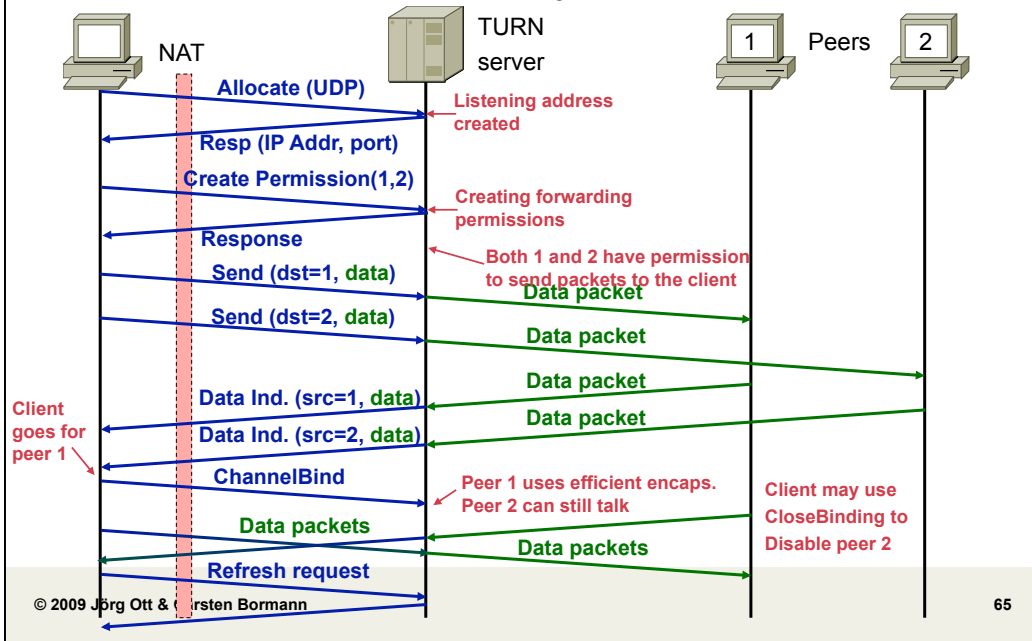 NAT
TURN
server
1
Peers
2
Allocate (UDP)
Listening address
created
Resp (IP Addr, port)
Create Permission(1,2)
Creating forwarding
permissions
Response
Both 1 and 2 have permission
to send packets to the client
Send (dst=1, data)
Data packet
Send (dst=2, data)
Data packet
Data packet
Data Ind. (src=1, data)
Data packet
Client
goes for
peer 1
Data Ind. (src=2, data)
ChannelBind
Peer 1 uses efficient encaps.
Peer 2 can still talk
Client may use
CloseBinding to
Disable peer 2
Data packets
Data packets
Refresh request
© 2009 Jörg Ott & Carsten Bormann
65